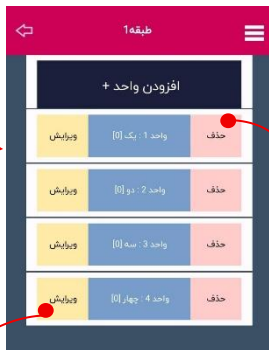 طبقه1
افزودن واحد +
حذف واحد 1 : یک [0] ویرایش
حذف واحد 2 : دو [0] ویرایش
حذف واحد 3 : سه [0] ویرایش
حذف واحد 4 : چهار [0] ویرایش